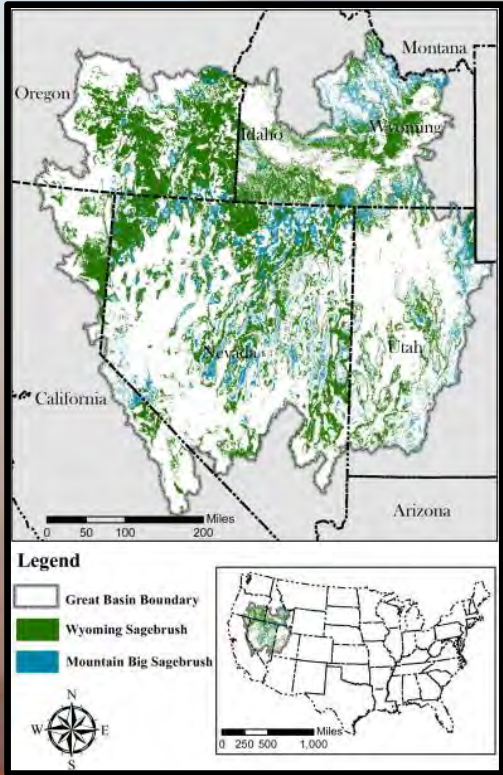 Montana
Oregon
Idaho
Wyoming
Nevada
Utah
California
Arizona
Miles
0 50 100 200
Legend
Great Basin Boundary
Wyoming Sagebrush
Mountain Big Sagebrush
N
W E
S
Miles
0 250 500 1,000